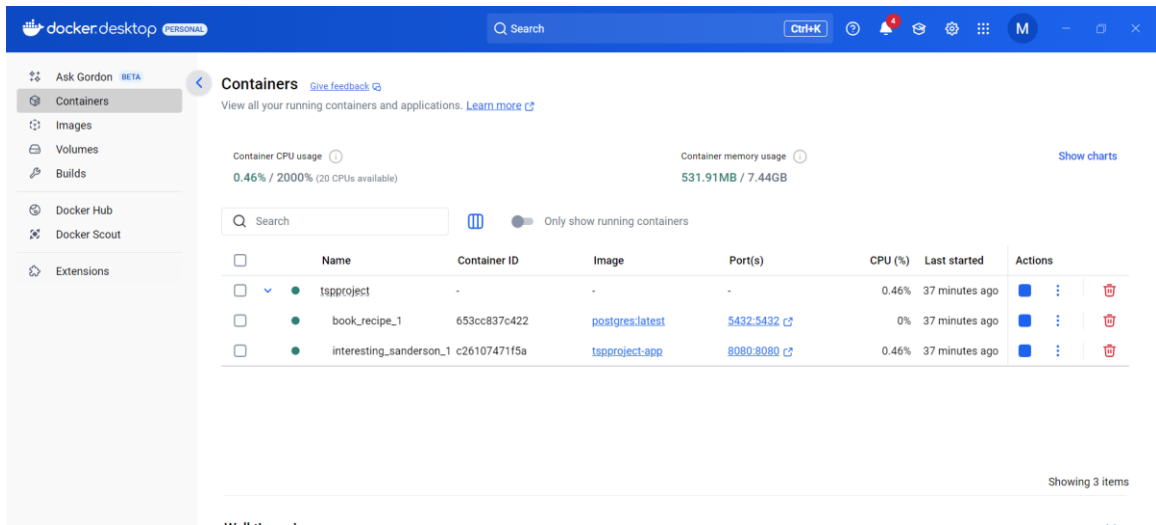 docker.desktop PERSONAL
Search
Ctrl+K
4
M
Ask Gordon BETA
Containers
Images
Volumes
Builds
Docker Hub
Docker Scout
Extensions
Containers Give feedback
View all your running containers and applications. Learn more
Container CPU usage
0.46% / 2000% (20 CPUs available)
Container memory usage
531.91MB / 7.44GB
Show charts
Search
Only show running containers
Name Container ID Image Port(s) CPU (%) Last started Actions
tspproject - - - 0.46% 37 minutes ago
book_recipe_1 653cc837c422 postgres:latest 5432:5432 0% 37 minutes ago
interesting_sanderson_1 c26107471f5a tspproject-app 8080:8080 0.46% 37 minutes ago
Showing 3 items